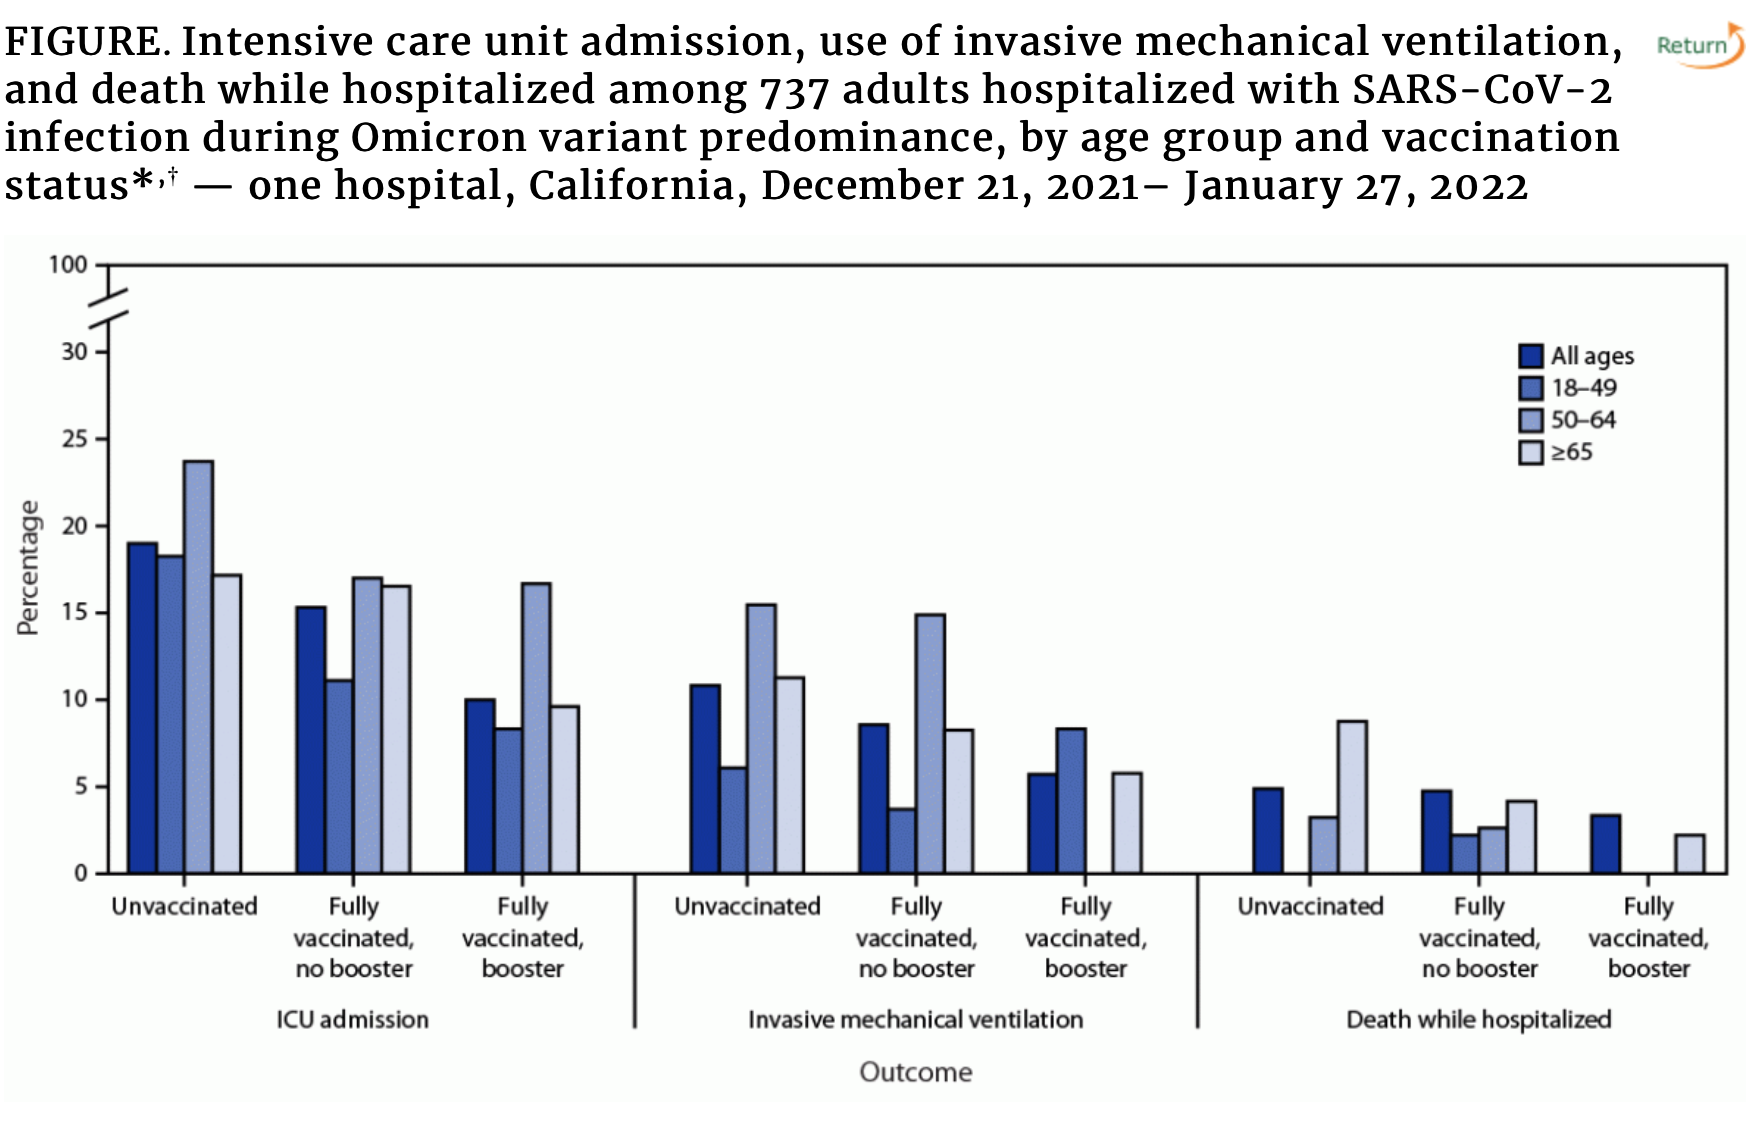 FIGURE. Intensive care unit admission, use of invasive mechanical ventilation,
Return
and death while hospitalized among 737 adults hospitalized with SARS-CoV-2
infection during Omicron variant predominance, by age group and vaccination
status*,† — one hospital, California, December 21, 2021– January 27, 2022
100
30
25
20
15
10
5
0
Percentage
All ages
18–49
50–64
≥65
Unvaccinated
Fully
vaccinated,
no booster
Fully
vaccinated,
booster
ICU admission
Unvaccinated
Fully
vaccinated,
no booster
Fully
vaccinated,
booster
Invasive mechanical ventilation
Unvaccinated
Fully
vaccinated,
no booster
Fully
vaccinated,
booster
Death while hospitalized
Outcome